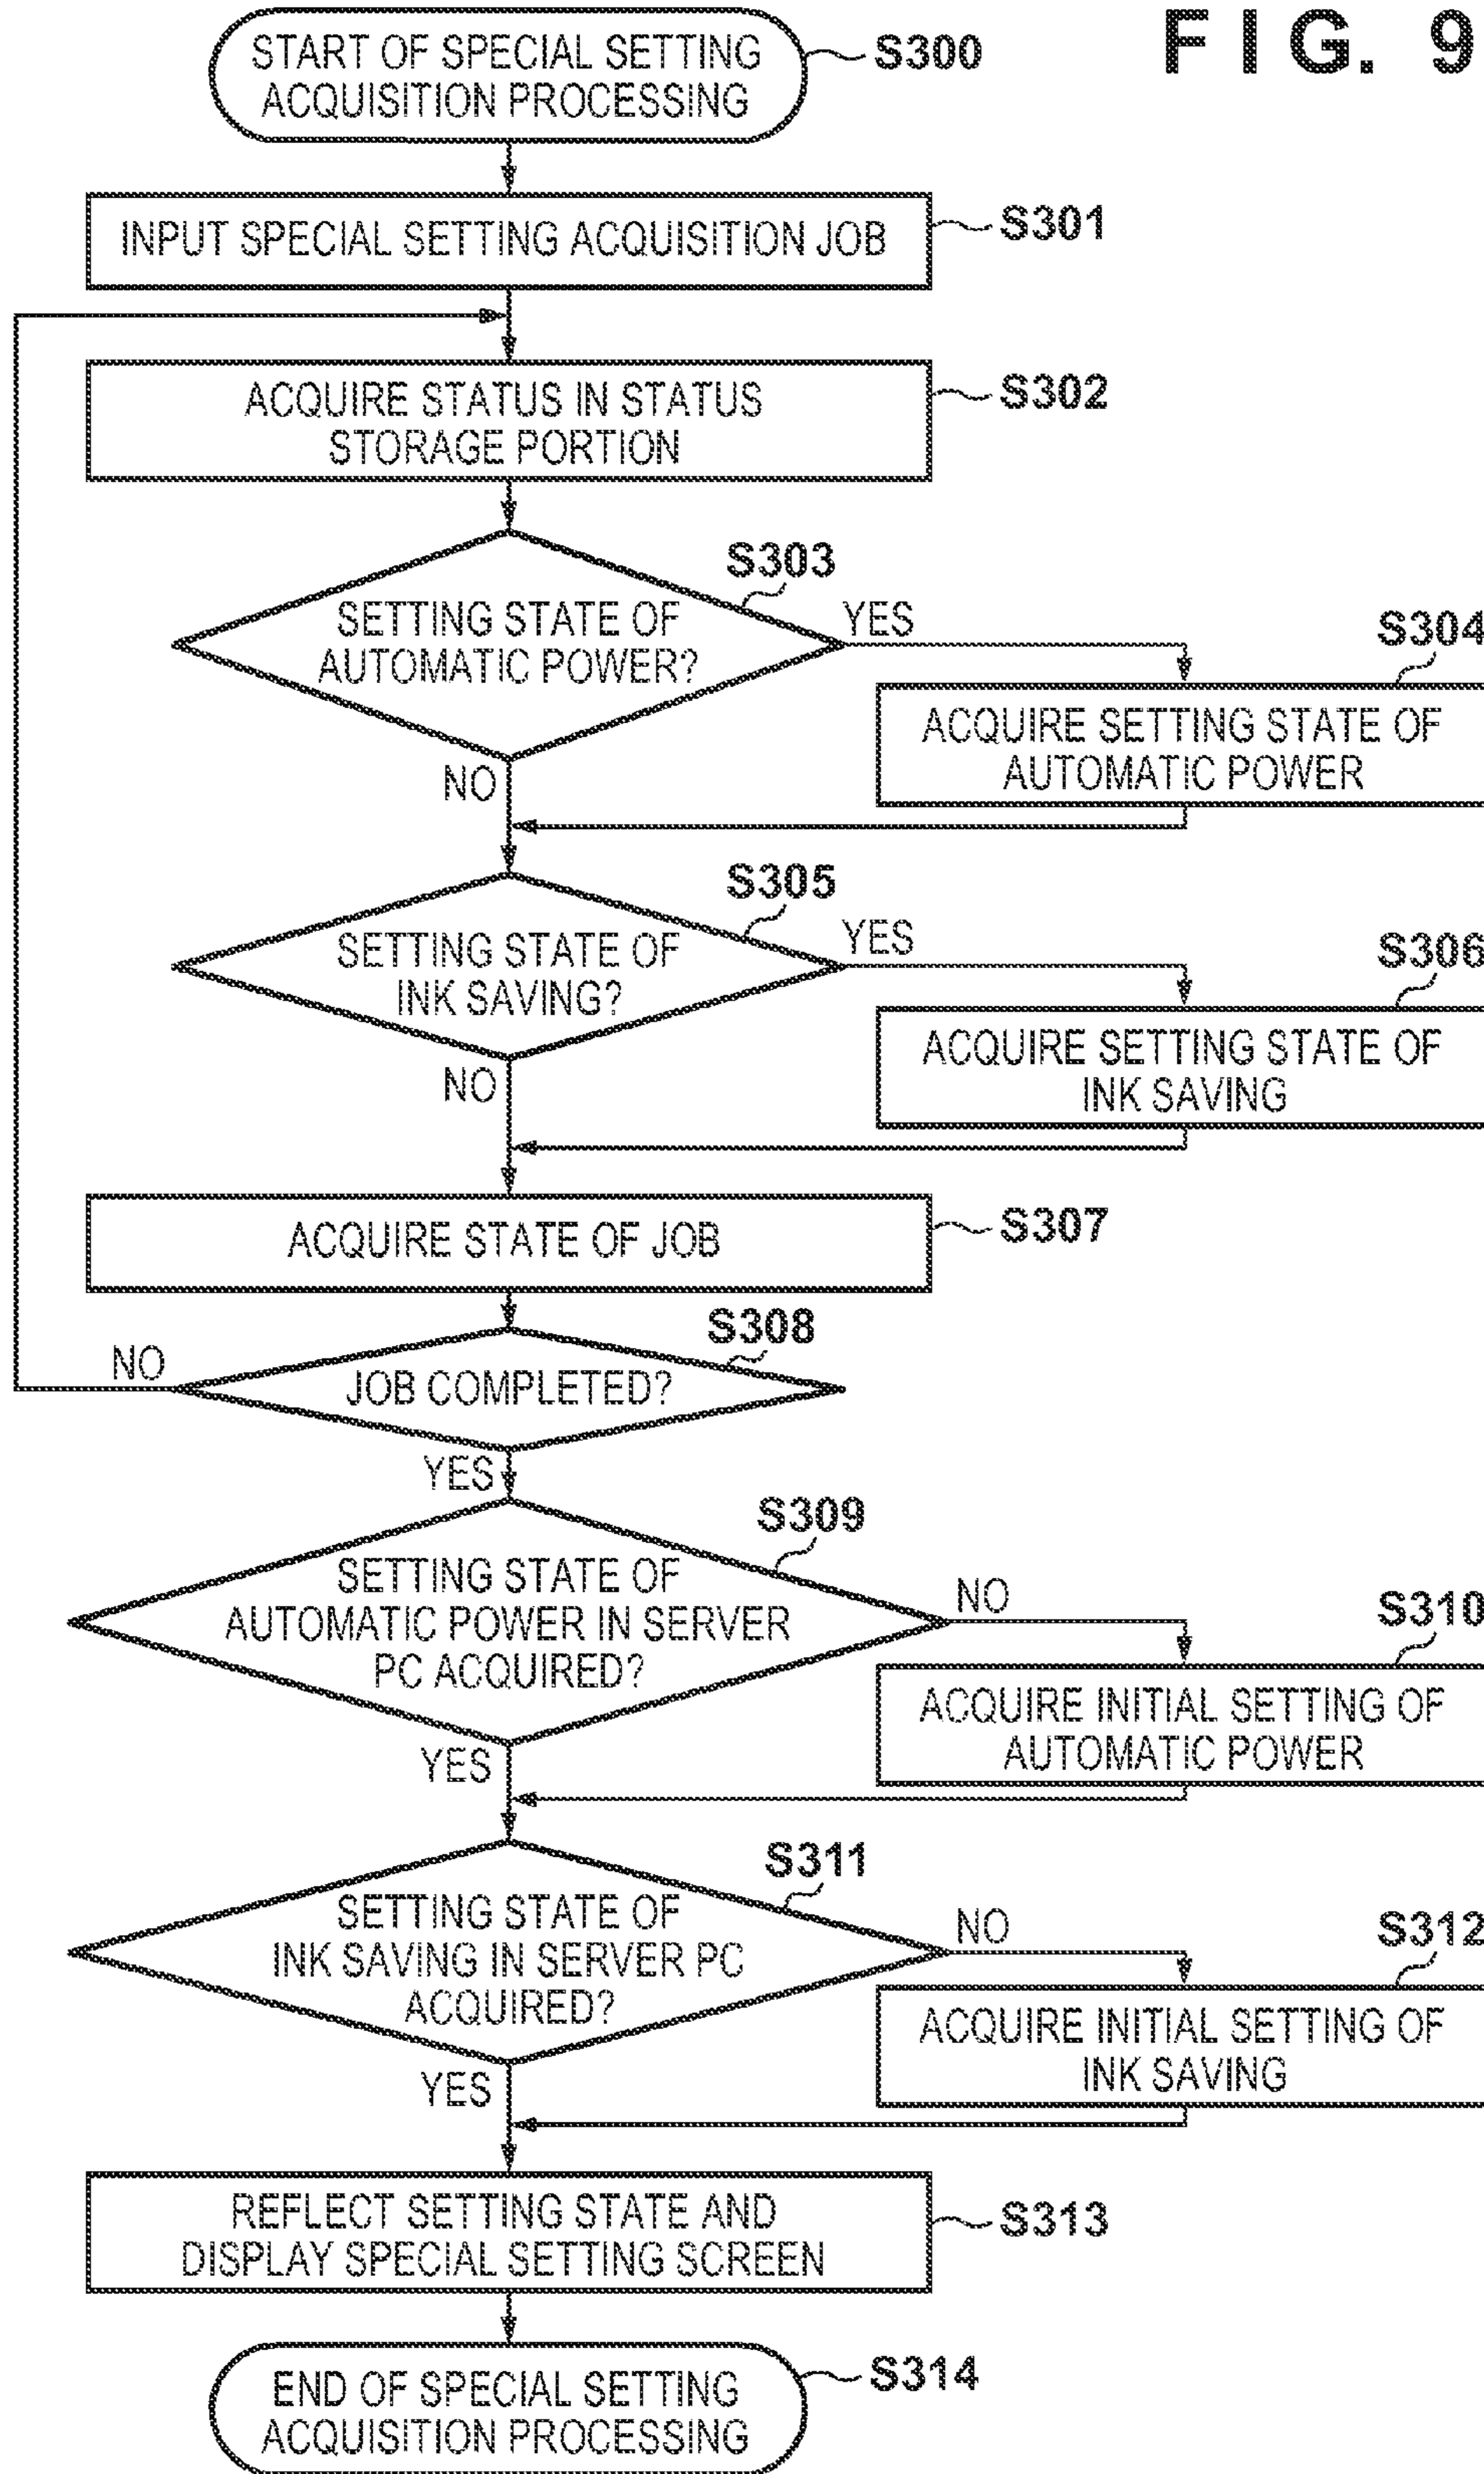 FIG. 9
START OF SPECIAL SETTING
ACQUISITION PROCESSING
S300
INPUT SPECIAL SETTING ACQUISITION JOB
S301
ACQUIRE STATUS IN STATUS
STORAGE PORTION
S302
S303
SETTING STATE OF
AUTOMATIC POWER?
YES
NO
S304
ACQUIRE SETTING STATE OF
AUTOMATIC POWER
S305
SETTING STATE OF
INK SAVING?
YES
NO
S306
ACQUIRE SETTING STATE OF
INK SAVING
ACQUIRE STATE OF JOB
S307
S308
JOB COMPLETED?
NO
YES
S309
SETTING STATE OF
AUTOMATIC POWER IN SERVER
PC ACQUIRED?
NO
YES
S310
ACQUIRE INITIAL SETTING OF
AUTOMATIC POWER
S311
SETTING STATE OF
INK SAVING IN SERVER PC
ACQUIRED?
NO
YES
S312
ACQUIRE INITIAL SETTING OF
INK SAVING
REFLECT SETTING STATE AND
DISPLAY SPECIAL SETTING SCREEN
S313
END OF SPECIAL SETTING
ACQUISITION PROCESSING
S314